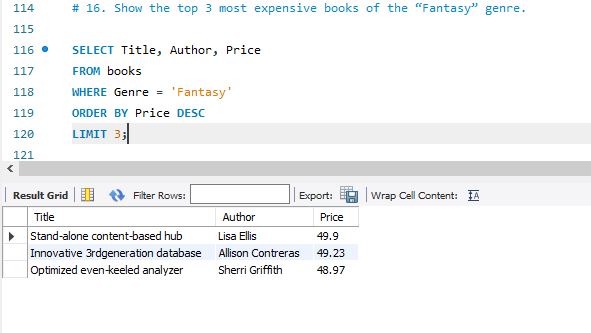 114 # 16. Show the top 3 most expensive books of the “Fantasy” genre.
115
116 SELECT Title, Author, Price
117 FROM books
118 WHERE Genre = 'Fantasy'
119 ORDER BY Price DESC
120 LIMIT 3;
121
Result Grid Filter Rows: Export: Wrap Cell Content: IA
Title Author Price
Stand-alone content-based hub Lisa Ellis 49.9
Innovative 3rdgeneration database Allison Contreras 49.23
Optimized even-keeled analyzer Sherri Griffith 48.97